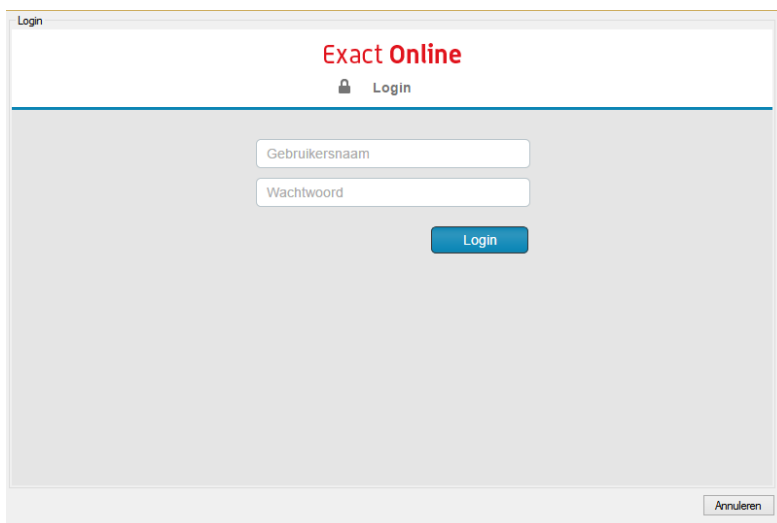 Login
Exact Online
Login
Gebruikersnaam
Wachtwoord
Login
Annuleren